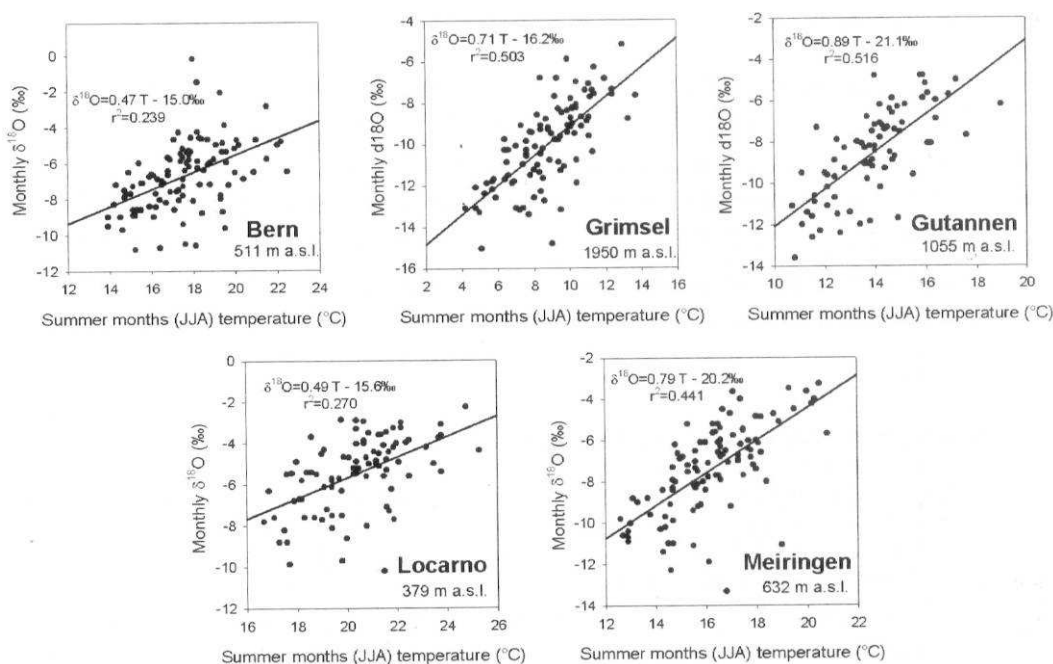 δ18O=0.47 T - 15.0‰
r2=0.239
Monthly δ18O (‰)
0
-2
-4
-6
-8
-10
-12
Bern
511 m a.s.l.
12 14 16 18 20 22 24
Summer months (JJA) temperature (°C)
δ18O=0.71 T - 16.2‰
r2=0.503
Monthly d18O (‰)
-4
-6
-8
-10
-12
-14
-16
Grimsel
1950 m a.s.l.
2 4 6 8 10 12 14 16
Summer months (JJA) temperature (°C)
δ18O=0.89 T - 21.1‰
r2=0.516
Monthly d18O (‰)
-2
-4
-6
-8
-10
-12
-14
Gutannen
1055 m a.s.l.
10 12 14 16 18 20
Summer months (JJA) temperature (°C)
δ18O=0.49 T - 15.6‰
r2=0.270
Monthly δ18O (‰)
0
-2
-4
-6
-8
-10
-12
Locarno
379 m a.s.l.
16 18 20 22 24 26
Summer months (JJA) temperature (°C)
δ18O=0.79 T - 20.2‰
r2=0.441
Monthly δ18O (‰)
-2
-4
-6
-8
-10
-12
-14
Meiringen
632 m a.s.l.
12 14 16 18 20 22
Summer months (JJA) temperature (°C)